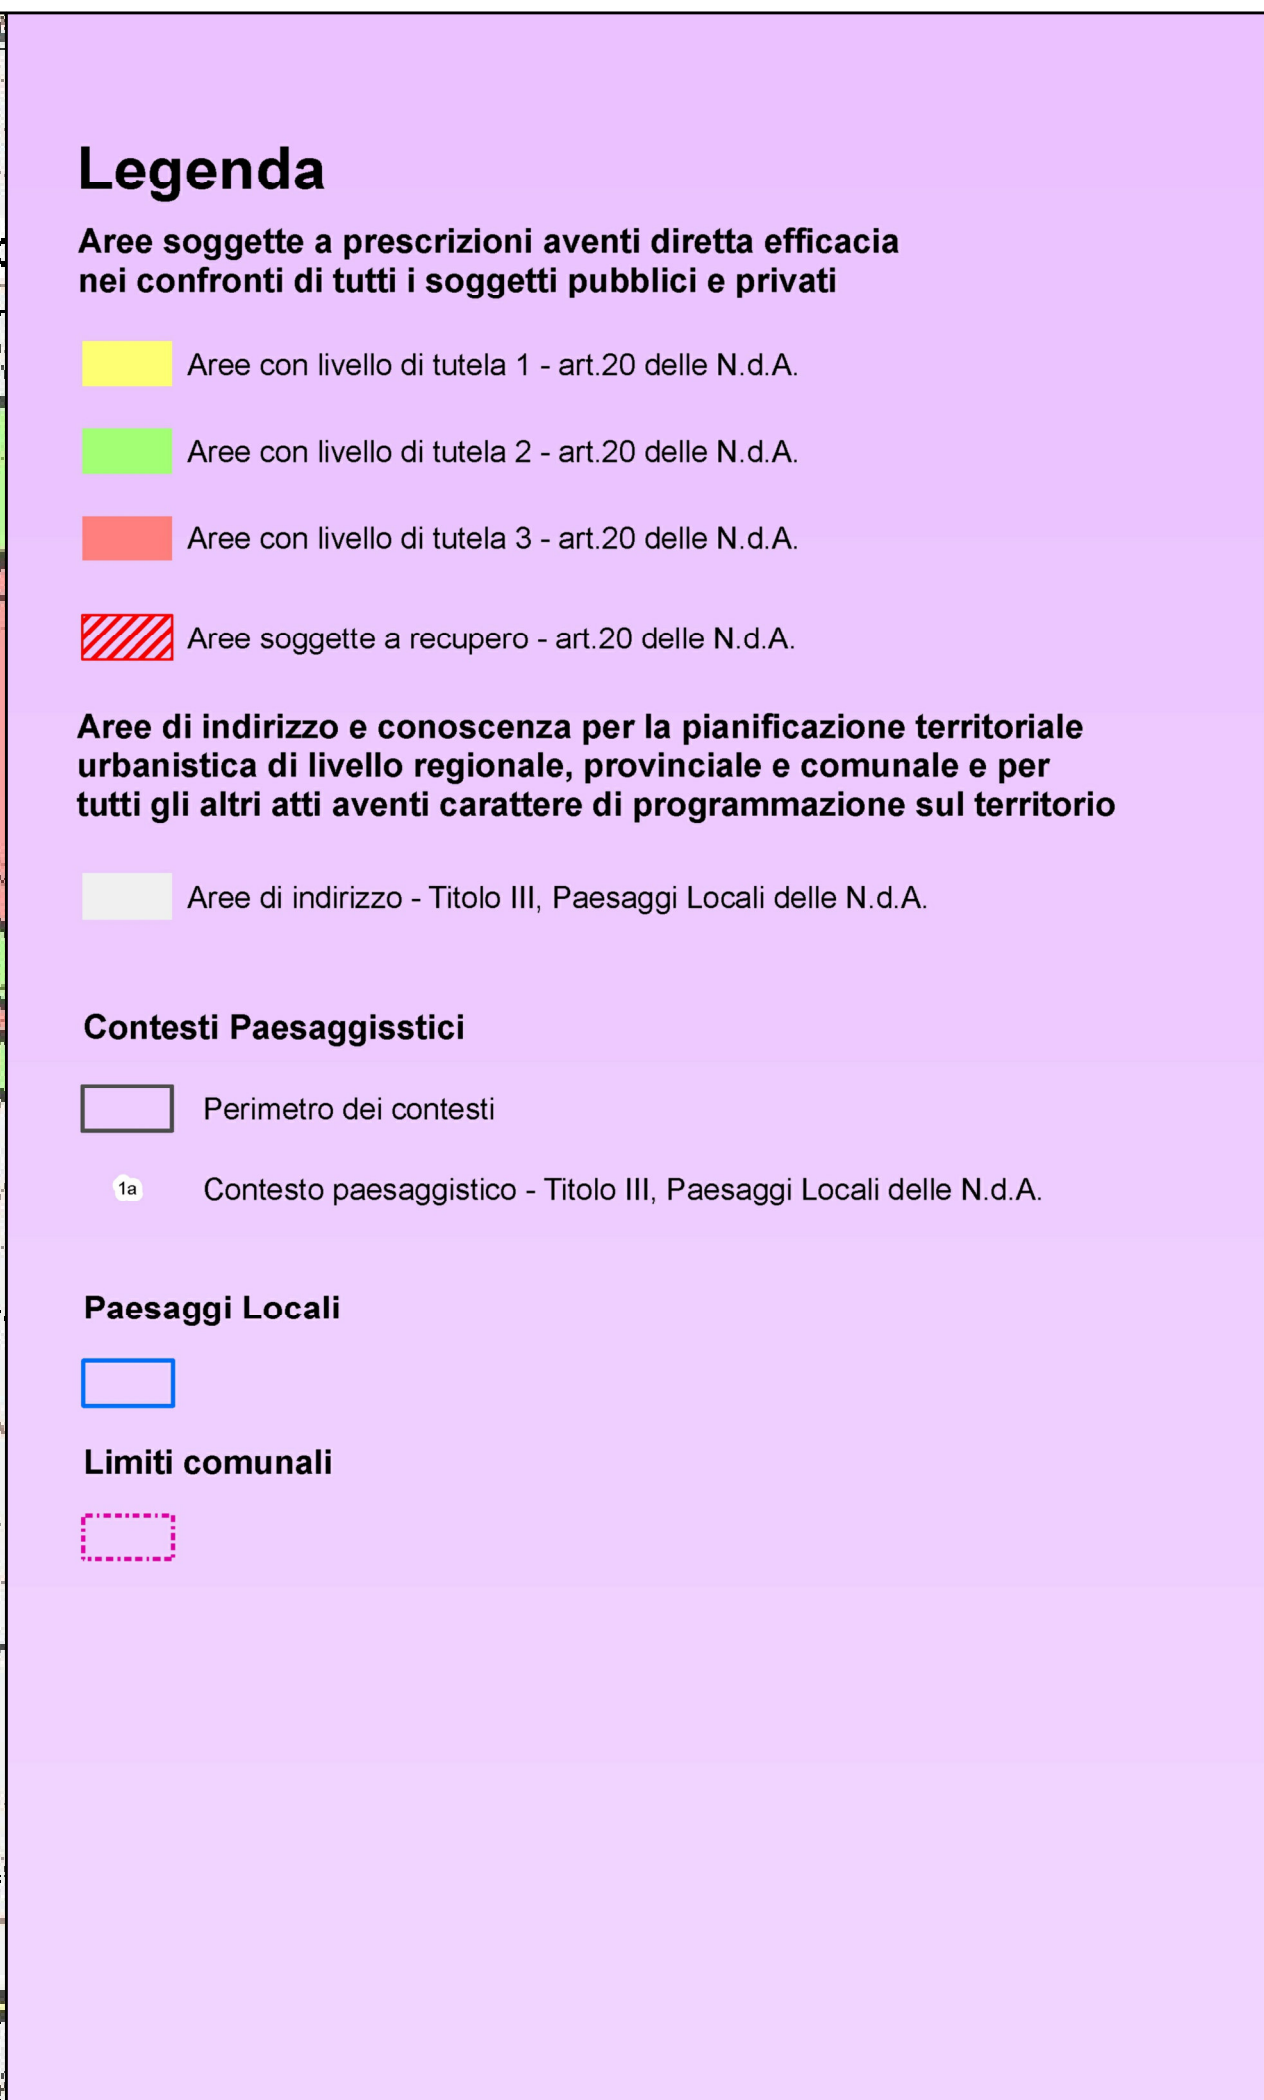 Legenda
Aree soggette a prescrizioni aventi diretta efficacia
nei confronti di tutti i soggetti pubblici e privati
Aree con livello di tutela 1 - art.20 delle N.d.A.
Aree con livello di tutela 2 - art.20 delle N.d.A.
Aree con livello di tutela 3 - art.20 delle N.d.A.
Aree soggette a recupero - art.20 delle N.d.A.
Aree di indirizzo e conoscenza per la pianificazione territoriale
urbanistica di livello regionale, provinciale e comunale e per
tutti gli altri atti aventi carattere di programmazione sul territorio
Aree di indirizzo - Titolo III, Paesaggi Locali delle N.d.A.
Contesti Paesaggisstici
Perimetro dei contesti
1a Contesto paesaggistico - Titolo III, Paesaggi Locali delle N.d.A.
Paesaggi Locali
Limiti comunali